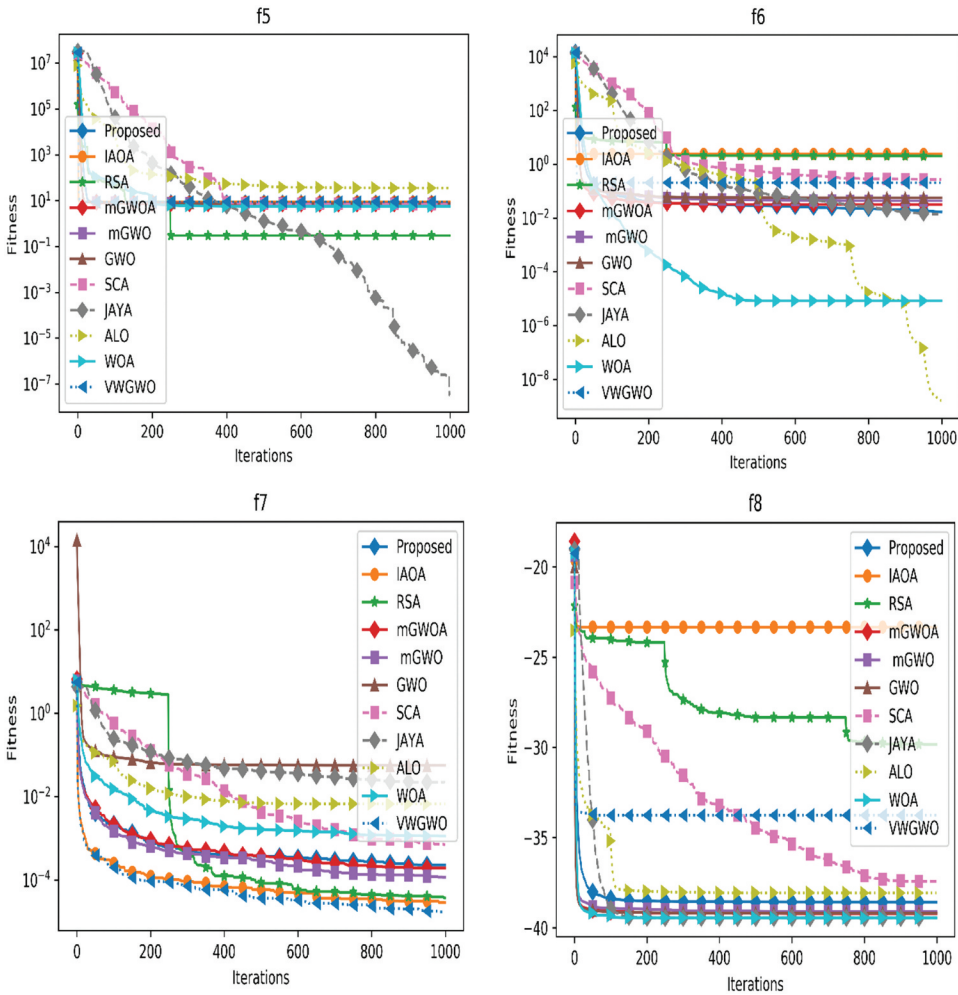 f5
Fitness
10^7
10^5
10^3
10^1
10^-1
10^-3
10^-5
10^-7
Proposed
IAOA
RSA
mGWOA
mGWO
GWO
SCA
JAYA
ALO
WOA
VWGWO
0 200 400 600 800 1000
Iterations
f6
Fitness
10^4
10^2
10^0
10^-2
10^-4
10^-6
10^-8
Proposed
IAOA
RSA
mGWOA
mGWO
GWO
SCA
JAYA
ALO
WOA
VWGWO
0 200 400 600 800 1000
Iterations
f7
Fitness
10^4
10^2
10^0
10^-2
10^-4
Proposed
IAOA
RSA
mGWOA
mGWO
GWO
SCA
JAYA
ALO
WOA
VWGWO
0 200 400 600 800 1000
Iterations
f8
Fitness
−20
−25
−30
−35
−40
Proposed
IAOA
RSA
mGWOA
mGWO
GWO
SCA
JAYA
ALO
WOA
VWGWO
0 200 400 600 800 1000
Iterations